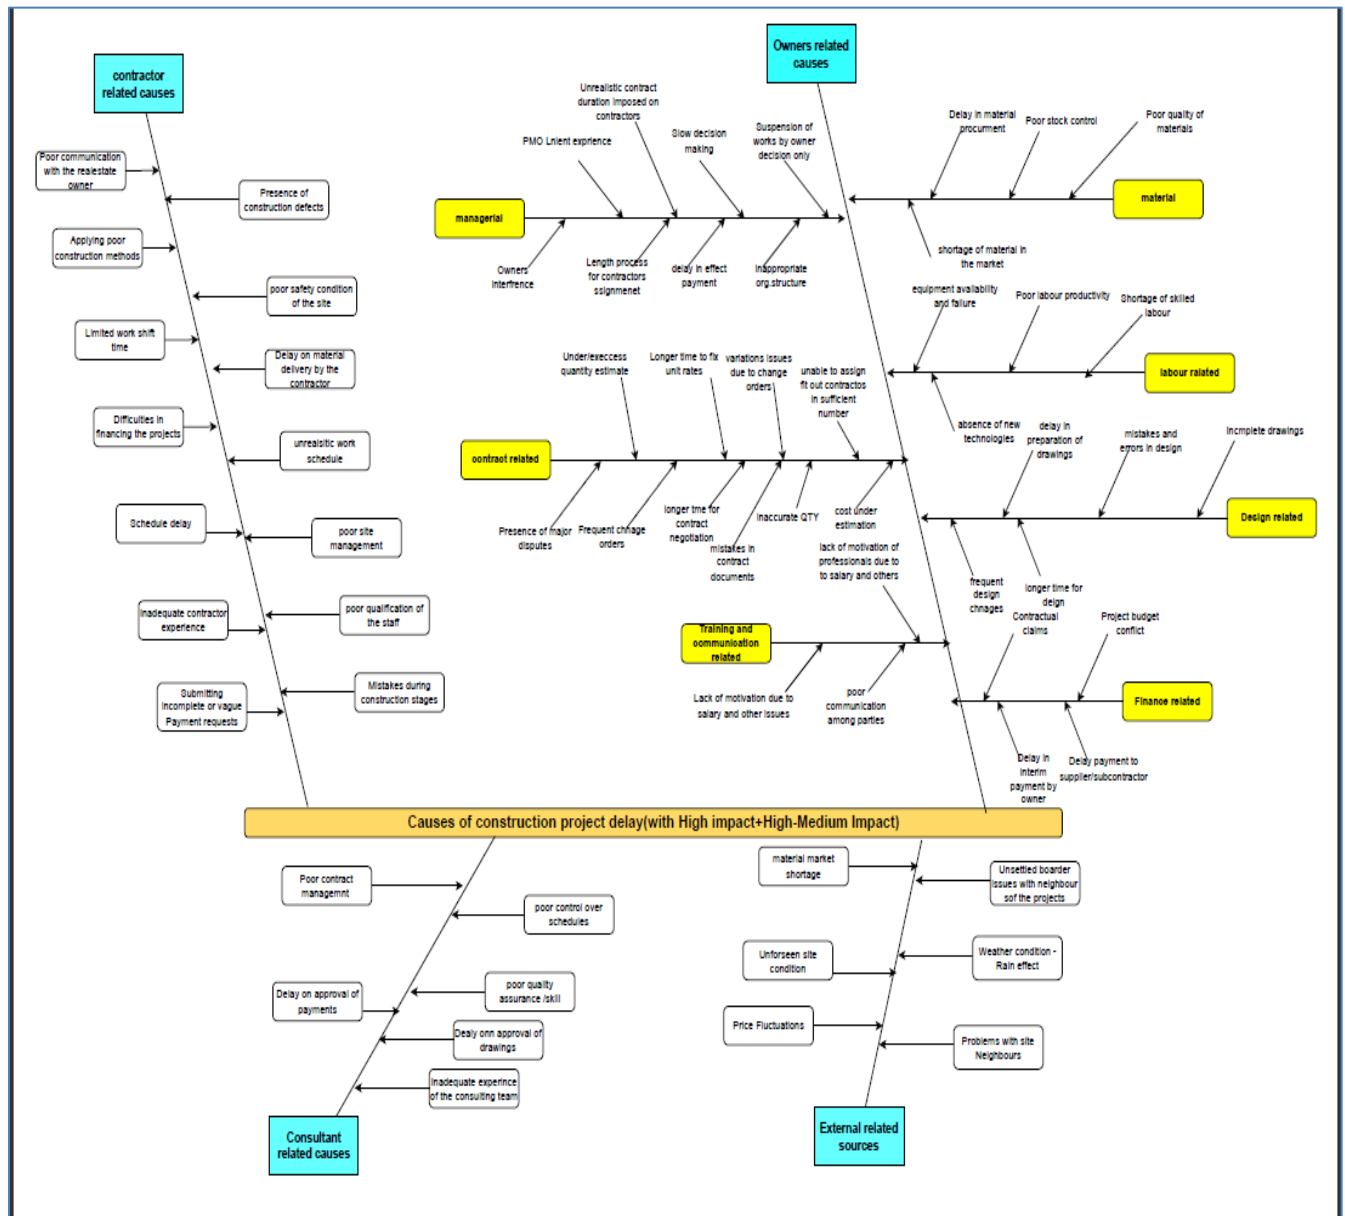 contractor
related causes
Poor communication
with the realestate
owner
Presence of
construction defects
Applying poor
construction methods
poor safety condition
of the site
Limited work shift
time
Delay on material
delivery by the
contractor
Difficulties in
financing the projects
unrealsitic work
schedule
Schedule delay
poor site
management
Inadequate contractor
experience
poor qualification of
the staff
Submitting
incomplete or vague
Payment requests
Mistakes during
construction stages
Owners related
causes
managerial
PMO Lnient exprience
Unrealistic contract
duration imposed on
contractors
Slow decision
making
Suspension of
works by owner
decision only
Owners
interfrence
Length process
for contractors
ssignmenet
delay in effect
payment
inappropriate
org.structure
material
Delay in material
procurment
Poor stock control
Poor quality of
materials
shortage of material in
the market
labour ralated
equipment availability
and failure
Poor labour productivity
Shortage of skilled
labour
absence of new
technologies
contract related
Under/execcess
quantity estimate
Longer time to fix
unit rates
variations issues
due to change
orders
unable to assign
fit out contractos
in sufficient
number
Presence of major
disputes
Frequent chnage
orders
longer tme for
contract
negotiation
mistakes in
contract
documents
inaccurate QTY
cost under
estimation
Design related
delay in
preparation of
drawings
mistakes and
errors in design
Incmplete drawings
frequent
design
chnages
longer time for
deign
Training and
communication
related
lack of motivation of
professionals due to
to salary and others
Lack of motivation due to
salary and other issues
poor
communication
among parties
Finance related
Contractual
claims
Project budget
conflict
Delay in
interim
payment by
owner
Delay payment to
supplier/subcontractor
Causes of construction project delay(with High impact+High-Medium Impact)
Poor contract
managemnt
poor control over
schedules
Delay on approval of
payments
poor quality
assurance /skill
Dealy onn approval of
drawings
Inadequate experince
of the consulting team
Consultant
related causes
material market
shortage
Unsettled boarder
issues with neighbour
sof the projects
Unforseen site
condition
Weather condition -
Rain effect
Price Fluctuations
Problems with site
Neighbours
External related
sources